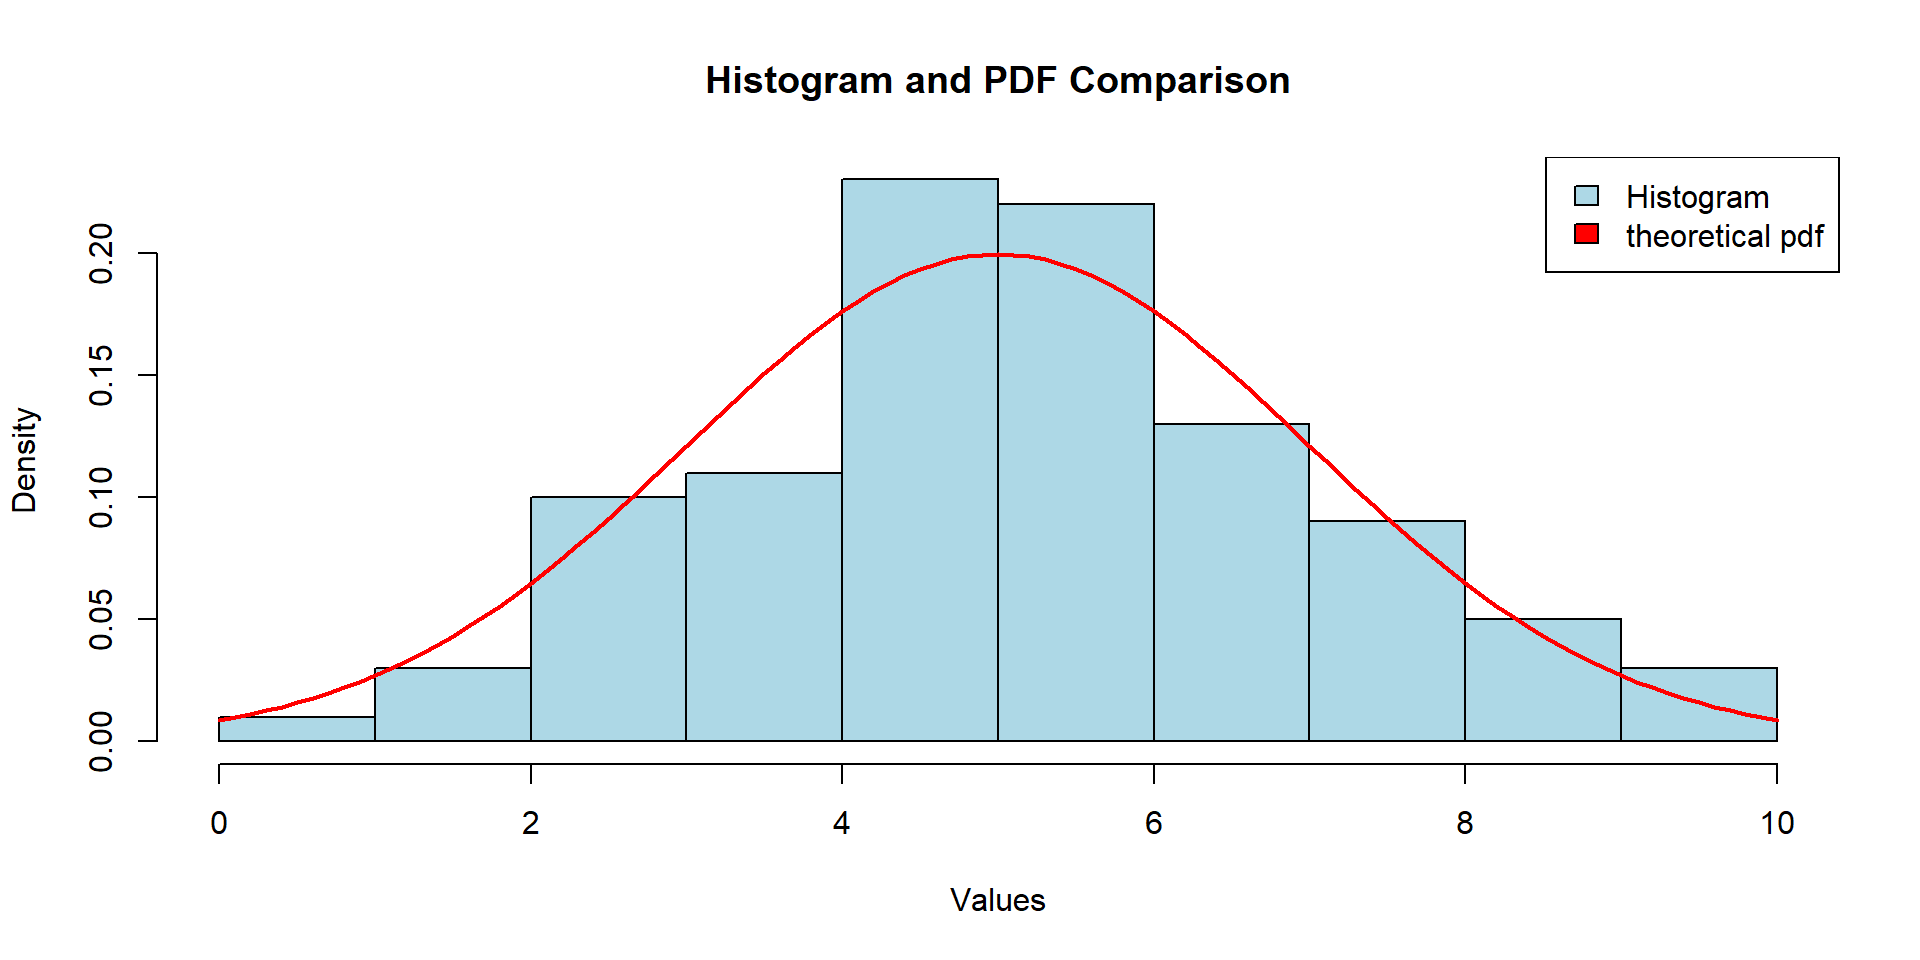 Histogram and PDF Comparison
Histogram
theoretical pdf
Density
0.00
0.05
0.10
0.15
0.20
0 2 4 6 8 10
Values